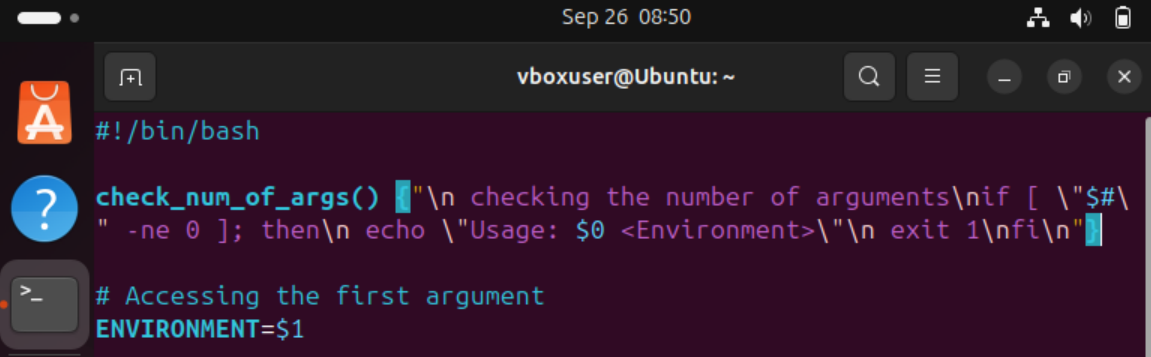 Sep 26 08:50
vboxuser@Ubuntu: ~
#!/bin/bash
check_num_of_args() {"\n checking the number of arguments\nif [ \"$#\
" -ne 0 ]; then\n echo \"Usage: $0 <Environment>\"\n exit 1\nfi\n"}
# Accessing the first argument
ENVIRONMENT=$1